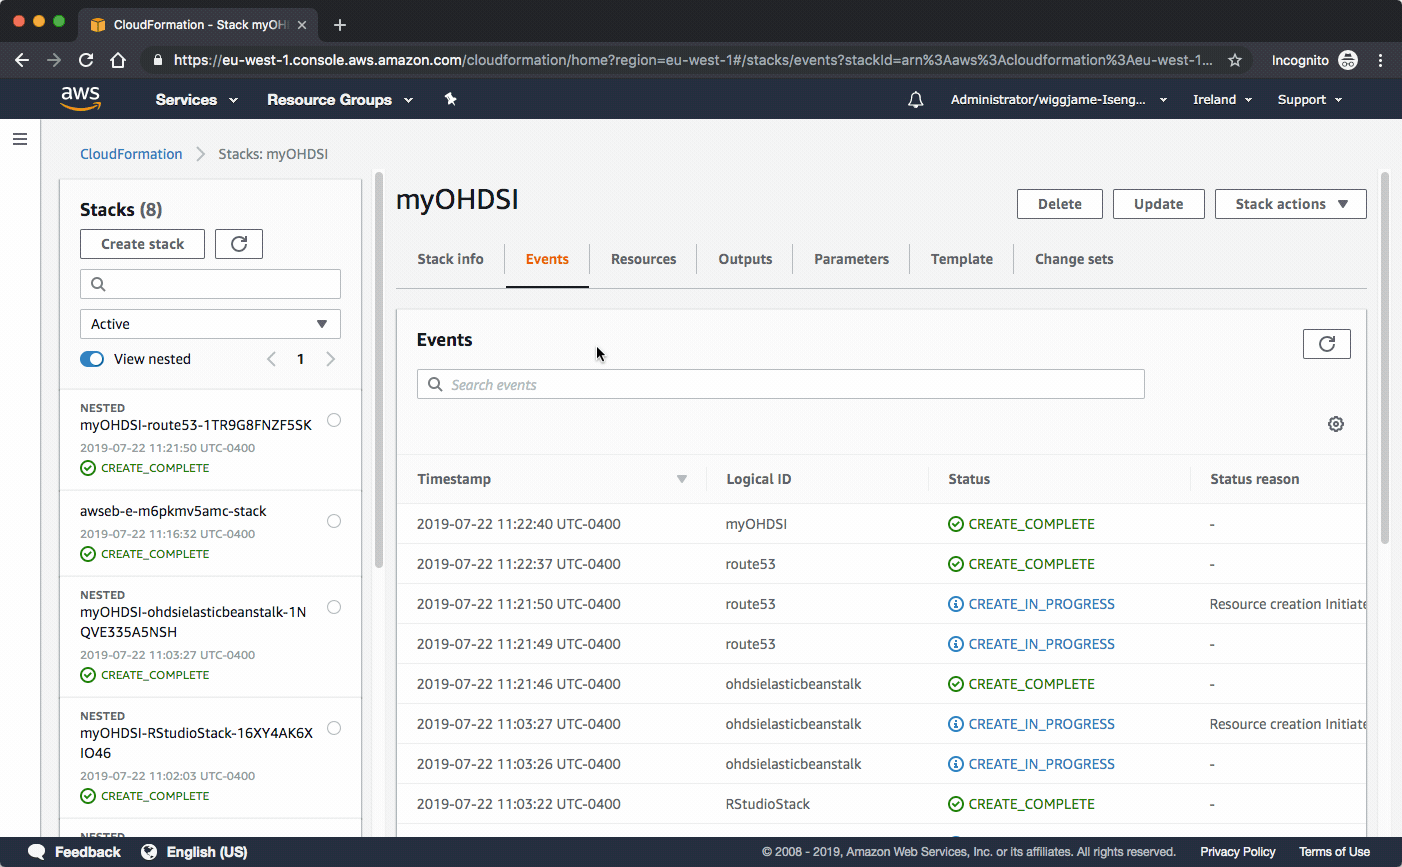 CloudFormation - Stack myOH
https://eu-west-1.console.aws.amazon.com/cloudformation/home?region=eu-west-1#/stacks/events?stackId=arn%3Aaws%3Acloudformation%3Aeu-west-1... Incognito
aws Services Resource Groups Administrator/wiggjame-Iseng... Ireland Support
CloudFormation Stacks: myOHDSI
Stacks (8)
Create stack
Active
View nested 1
NESTED
myOHDSI-route53-1TR9G8FNZF5SK
2019-07-22 11:21:50 UTC-0400
CREATE_COMPLETE
awseb-e-m6pkmv5amc-stack
2019-07-22 11:16:32 UTC-0400
CREATE_COMPLETE
NESTED
myOHDSI-ohdsielasticbeanstalk-1N
QVE335A5NSH
2019-07-22 11:03:27 UTC-0400
CREATE_COMPLETE
NESTED
myOHDSI-RStudioStack-16XY4AK6X
IO46
2019-07-22 11:02:03 UTC-0400
CREATE_COMPLETE
NESTED
myOHDSI
Delete Update Stack actions
Stack info Events Resources Outputs Parameters Template Change sets
Events
Search events
Timestamp Logical ID Status Status reason
2019-07-22 11:22:40 UTC-0400 myOHDSI CREATE_COMPLETE -
2019-07-22 11:22:37 UTC-0400 route53 CREATE_COMPLETE -
2019-07-22 11:21:50 UTC-0400 route53 CREATE_IN_PROGRESS Resource creation Initiate
2019-07-22 11:21:49 UTC-0400 route53 CREATE_IN_PROGRESS -
2019-07-22 11:21:46 UTC-0400 ohdsielasticbeanstalk CREATE_COMPLETE -
2019-07-22 11:03:27 UTC-0400 ohdsielasticbeanstalk CREATE_IN_PROGRESS Resource creation Initiate
2019-07-22 11:03:26 UTC-0400 ohdsielasticbeanstalk CREATE_IN_PROGRESS -
2019-07-22 11:03:22 UTC-0400 RStudioStack CREATE_COMPLETE -
Feedback English (US) © 2008 - 2019, Amazon Web Services, Inc. or its affiliates. All rights reserved. Privacy Policy Terms of Use